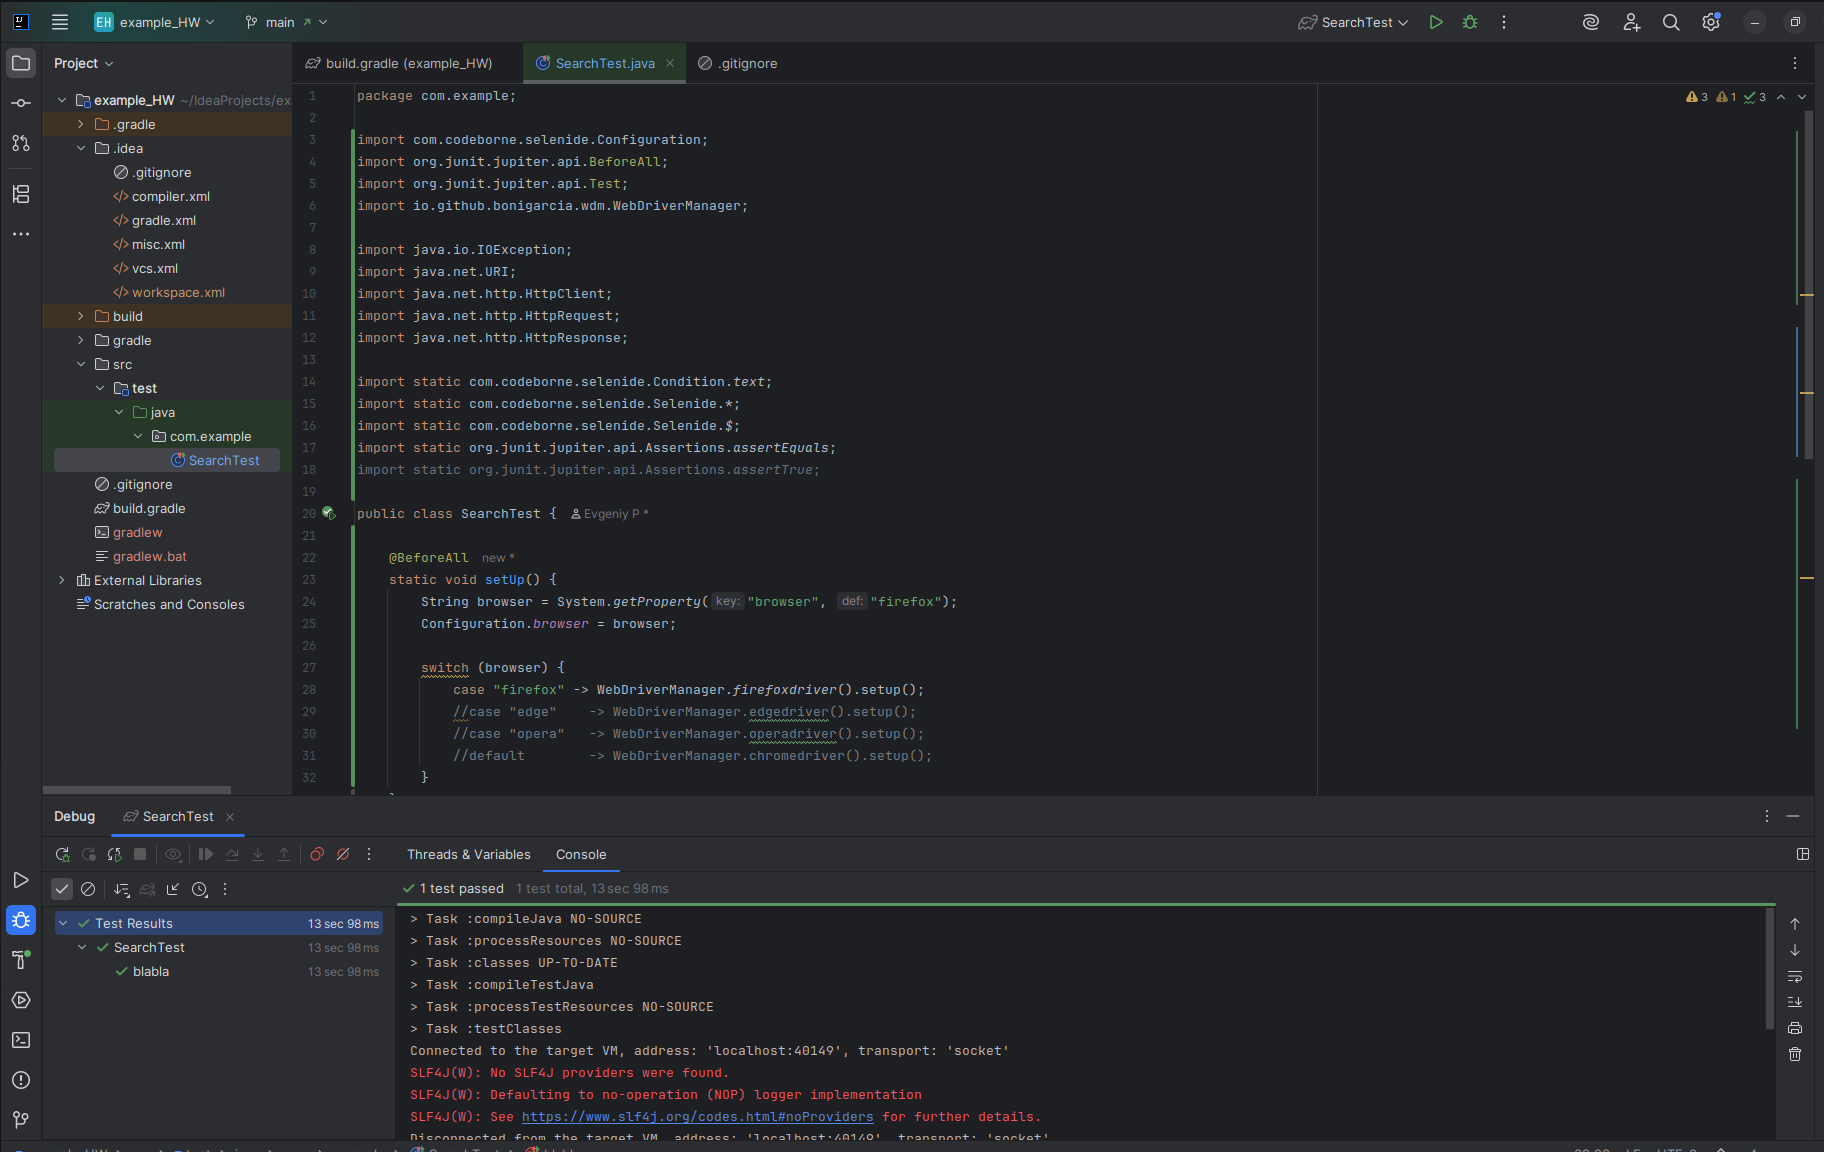 EH example_HW main SearchTest
Project
build.gradle (example_HW) SearchTest.java .gitignore
example_HW ~/IdeaProjects/ex
.gradle
.idea
.gitignore
compiler.xml
gradle.xml
misc.xml
vcs.xml
workspace.xml
build
gradle
src
test
java
com.example
SearchTest
.gitignore
build.gradle
gradlew
gradlew.bat
External Libraries
Scratches and Consoles
3 1 3
1 package com.example;
2
3 import com.codeborne.selenide.Configuration;
4 import org.junit.jupiter.api.BeforeAll;
5 import org.junit.jupiter.api.Test;
6 import io.github.bonigarcia.wdm.WebDriverManager;
7
8 import java.io.IOException;
9 import java.net.URI;
10 import java.net.http.HttpClient;
11 import java.net.http.HttpRequest;
12 import java.net.http.HttpResponse;
13
14 import static com.codeborne.selenide.Condition.text;
15 import static com.codeborne.selenide.Selenide.*;
16 import static com.codeborne.selenide.Selenide.$;
17 import static org.junit.jupiter.api.Assertions.assertEquals;
18 import static org.junit.jupiter.api.Assertions.assertTrue;
19
20 public class SearchTest { Evgeniy P *
21
22 @BeforeAll new *
23 static void setUp() {
24 String browser = System.getProperty( key: "browser", def: "firefox");
25 Configuration.browser = browser;
26
27 switch (browser) {
28 case "firefox" -> WebDriverManager.firefoxdriver().setup();
29 //case "edge" -> WebDriverManager.edgedriver().setup();
30 //case "opera" -> WebDriverManager.operadriver().setup();
31 //default -> WebDriverManager.chromedriver().setup();
32 }
Debug SearchTest
Threads & Variables Console
1 test passed 1 test total, 13 sec 98 ms
Test Results 13 sec 98 ms
SearchTest 13 sec 98 ms
blabla 13 sec 98 ms
> Task :compileJava NO-SOURCE
> Task :processResources NO-SOURCE
> Task :classes UP-TO-DATE
> Task :compileTestJava
> Task :processTestResources NO-SOURCE
> Task :testClasses
Connected to the target VM, address: 'localhost:40149', transport: 'socket'
SLF4J(W): No SLF4J providers were found.
SLF4J(W): Defaulting to no-operation (NOP) logger implementation
SLF4J(W): See https://www.slf4j.org/codes.html#noProviders for further details.
Disconnected from the target VM, address: 'localhost:40149', transport: 'socket'